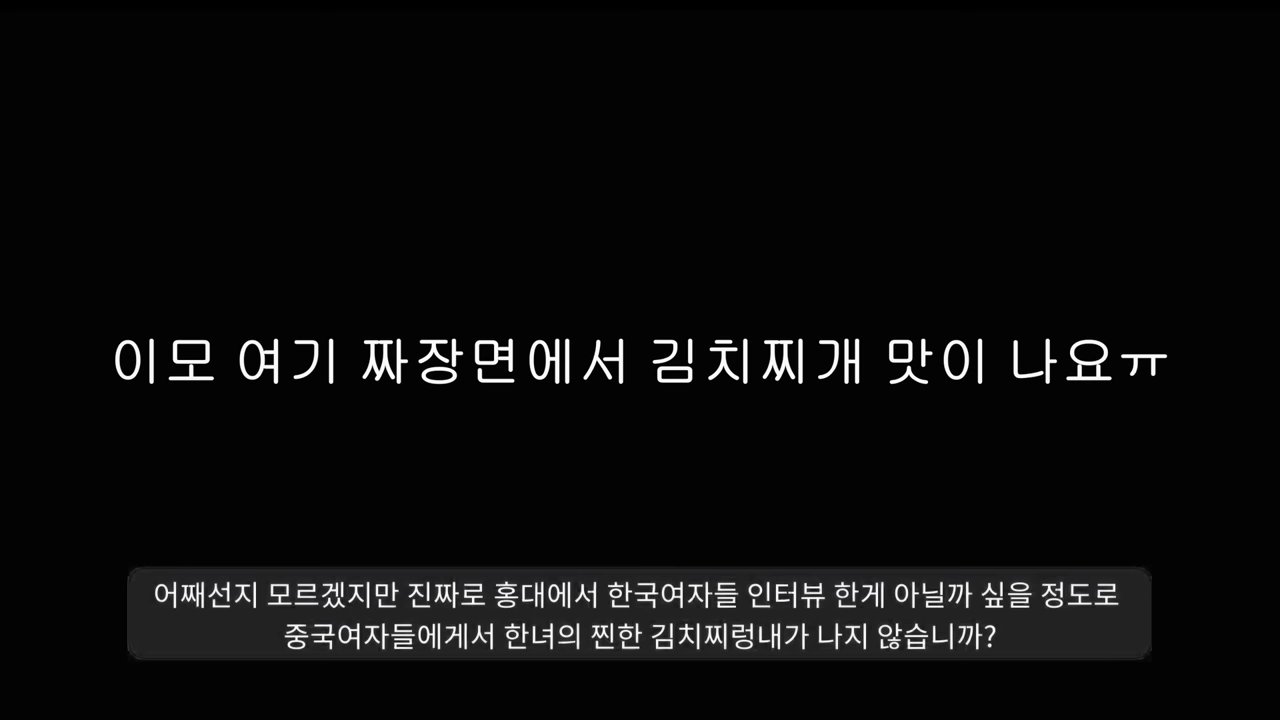 이모 여기 짜장면에서 김치찌개 맛이 나요ㅠ
어째선지 모르겠지만 진짜로 홍대에서 한국여자들 인터뷰 한게 아닐까 싶을 정도로
중국여자들에게서 한녀의 찐한 김치찌렁내가 나지 않습니까?